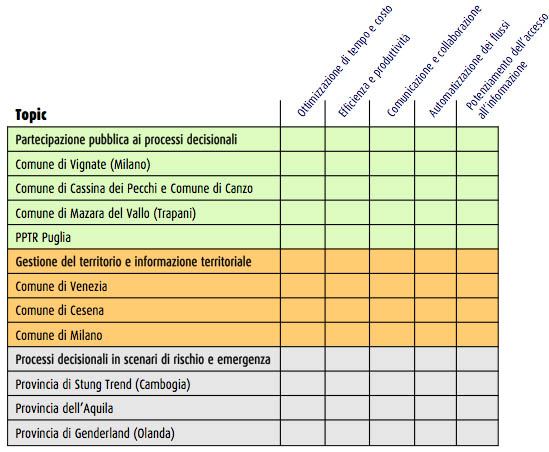 Ottimizzazione di tempo e costo
Efficienza e produttività
Comunicazione e collaborazione
Automatizzazione dei flussi
Potenziamento dell'accesso
all'informazione
Topic
Partecipazione pubblica ai processi decisionali
Comune di Vignate (Milano)
Comune di Cassina dei Pecchi e Comune di Canzo
Comune di Mazara del Vallo (Trapani)
PPTR Puglia
Gestione del territorio e informazione territoriale
Comune di Venezia
Comune di Cesena
Comune di Milano
Processi decisionali in scenari di rischio e emergenza
Provincia di Stung Trend (Cambogia)
Provincia dell'Aquila
Provincia di Genderland (Olanda)